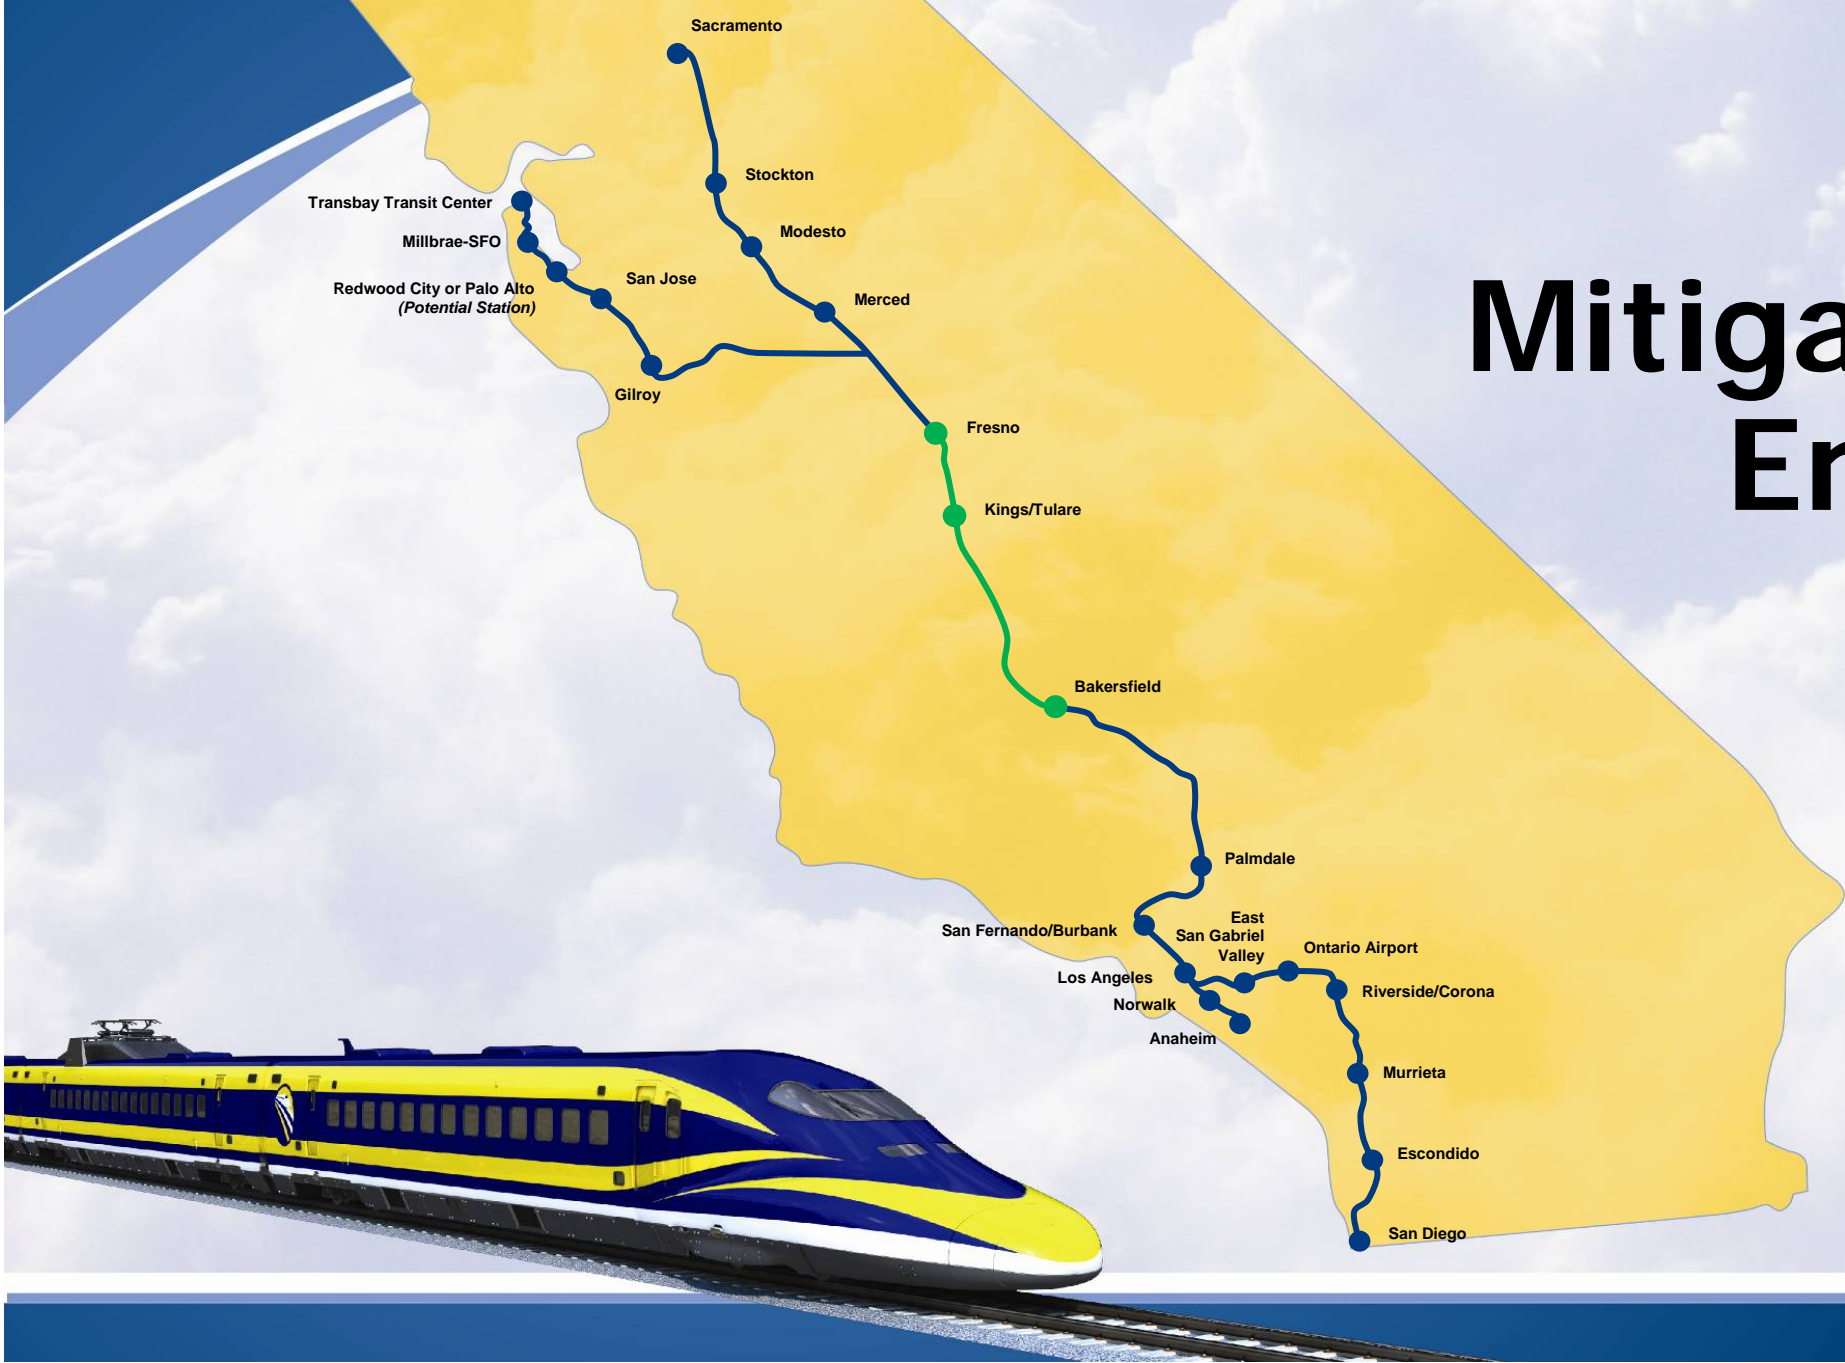 Sacramento
Stockton
Transbay Transit Center
Modesto
Millbrae-SFO
San Jose
Redwood City or Palo Alto
(Potential Station)
Merced
Mitiga
Gilroy
Fresno
En
Kings/Tulare
Bakersfield
Palmdale
East
San Gabriel
Valley
San Fernando/Burbank
Ontario Airport
Los Angeles
Riverside/Corona
Norwalk
Anaheim
Murrieta
Escondido
San Diego